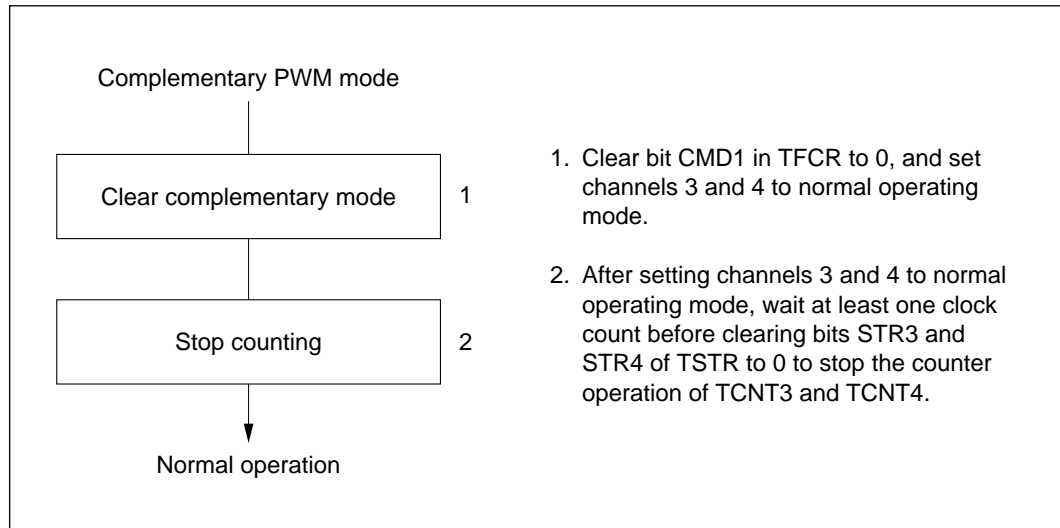 Complementary PWM mode
Clear complementary mode
1
Stop counting
2
Normal operation
1. Clear bit CMD1 in TFCR to 0, and set
channels 3 and 4 to normal operating
mode.
2. After setting channels 3 and 4 to normal
operating mode, wait at least one clock
count before clearing bits STR3 and
STR4 of TSTR to 0 to stop the counter
operation of TCNT3 and TCNT4.